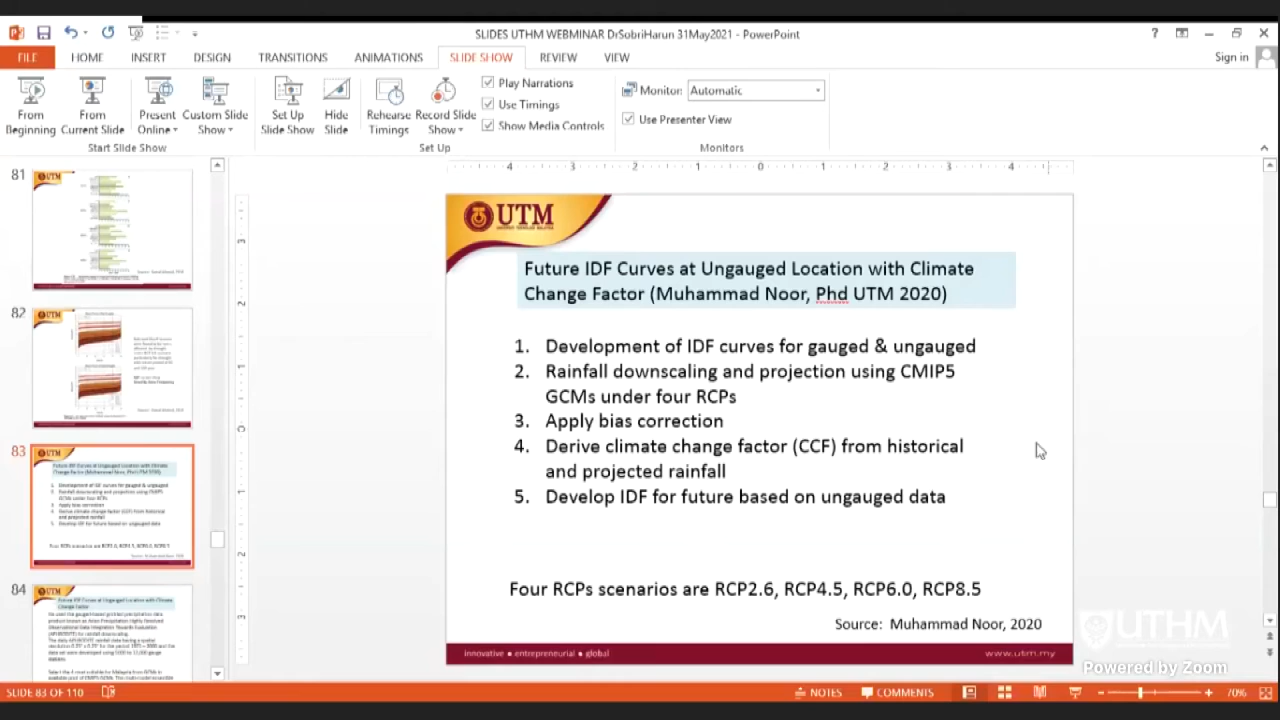 SLIDES UTHM WEBMINAR DrSobriHarun 31May2021 - PowerPoint
FILE HOME INSERT DESIGN TRANSITIONS ANIMATIONS SLIDE SHOW REVIEW VIEW Sign in
From Beginning
From Current Slide
Present Online
Custom Slide Show
Set Up Slide Show
Hide Slide
Rehearse Timings
Record Slide Show
Play Narrations
Use Timings
Show Media Controls
Monitor: Automatic
Use Presenter View
Start Slide Show
Set Up
Monitors
81
82
83
84
UTM
Future IDF Curves at Ungauged Location with Climate
Change Factor (Muhammad Noor, Phd UTM 2020)
1. Development of IDF curves for gauged & ungauged
2. Rainfall downscaling and projection using CMIP5
GCMs under four RCPs
3. Apply bias correction
4. Derive climate change factor (CCF) from historical
and projected rainfall
5. Develop IDF for future based on ungauged data
Four RCPs scenarios are RCP2.6, RCP4.5, RCP6.0, RCP8.5
Source: Muhammad Noor, 2020
innovative ● entrepreneurial ● global
www.utm.my
UTHM
Powered by Zoom
SLIDE 83 OF 110
NOTES
COMMENTS
70%